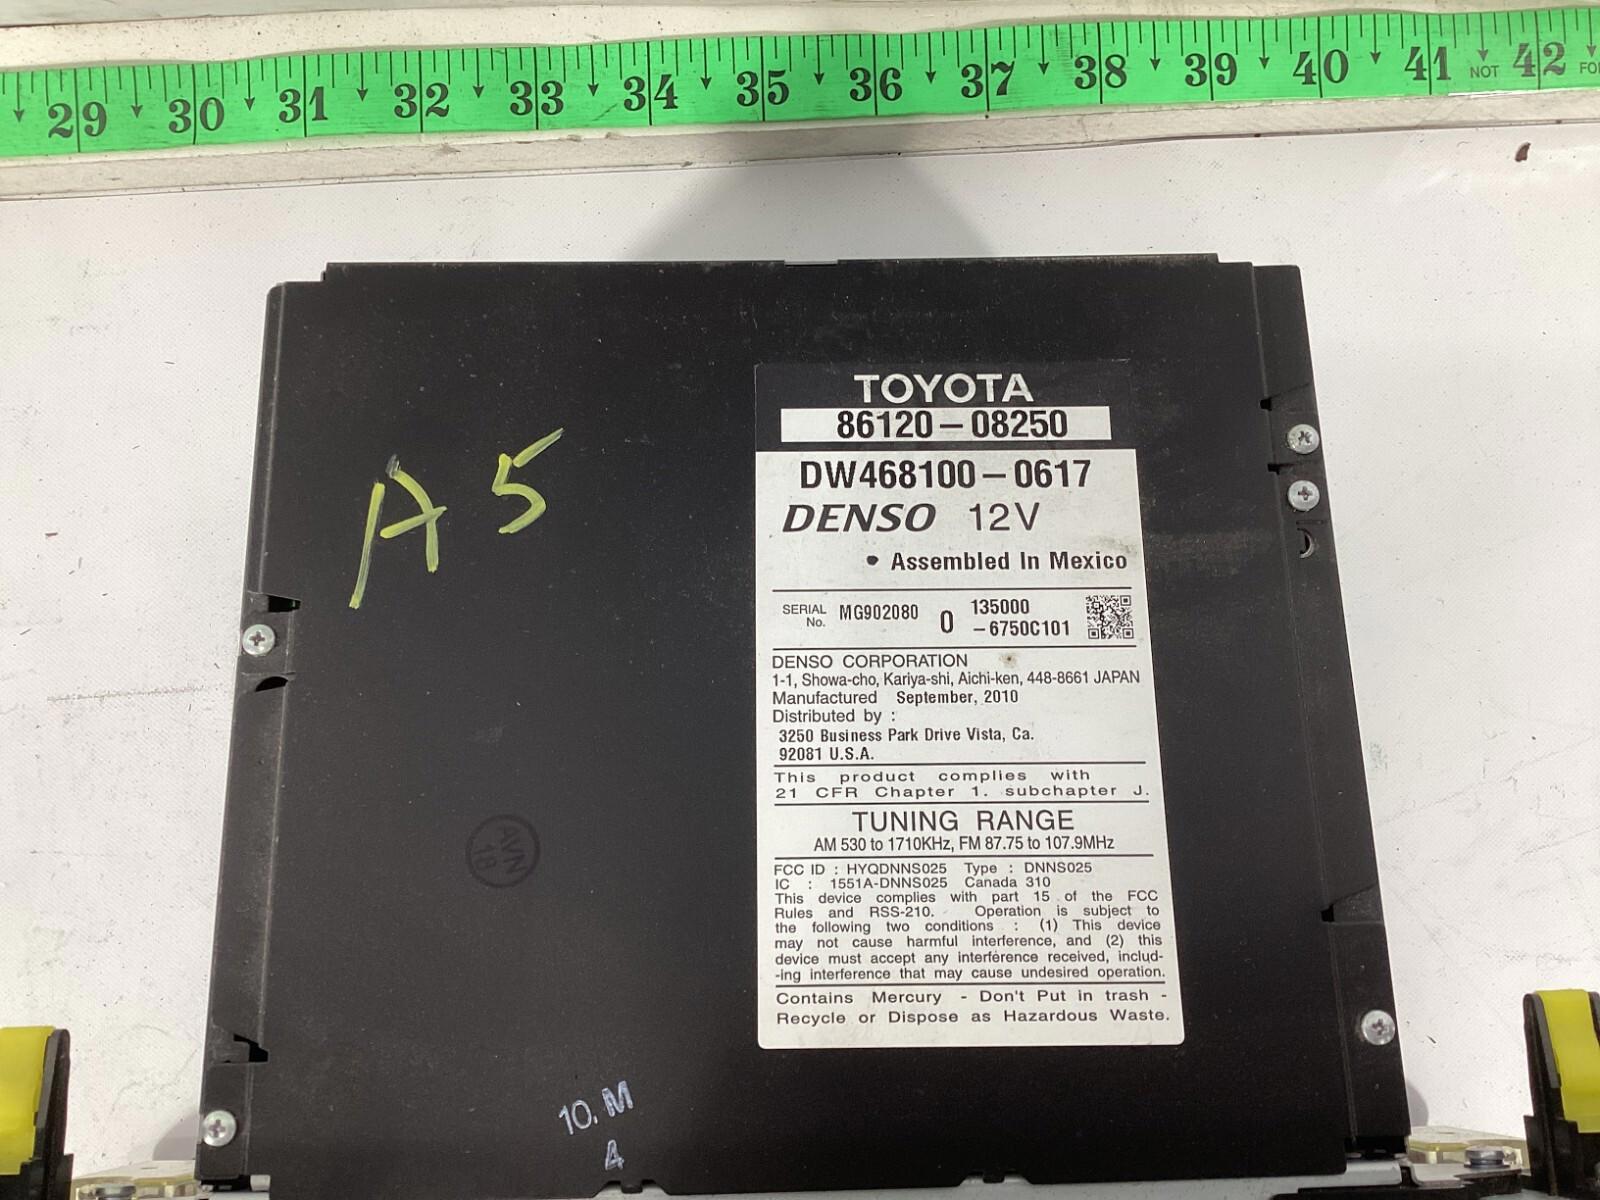 29 30 31 32 33 34 35 36 37 38 39 40 41 NOT 42 FO
A 5
TOYOTA
86120-08250
DW468100-0617
DENSO 12V
• Assembled In Mexico
SERIAL No. MG902080 0 135000 -6750C101
DENSO CORPORATION
1-1, Showa-cho, Kariya-shi, Aichi-ken, 448-8661 JAPAN
Manufactured September, 2010
Distributed by :
3250 Business Park Drive Vista, Ca.
92081 U.S.A.
This product complies with
21 CFR Chapter 1. subchapter J.
TUNING RANGE
AM 530 to 1710KHz, FM 87.75 to 107.9MHz
FCC ID : HYQDNNS025 Type : DNNS025
IC : 1551A-DNNS025 Canada 310
This device complies with part 15 of the FCC
Rules and RSS-210. Operation is subject to
the following two conditions : (1) This device
may not cause harmful interference, and (2) this
device must accept any interference received, includ-
-ing interference that may cause undesired operation.
Contains Mercury - Don't Put in trash -
Recycle or Dispose as Hazardous Waste.
AVN
18
10. M
4